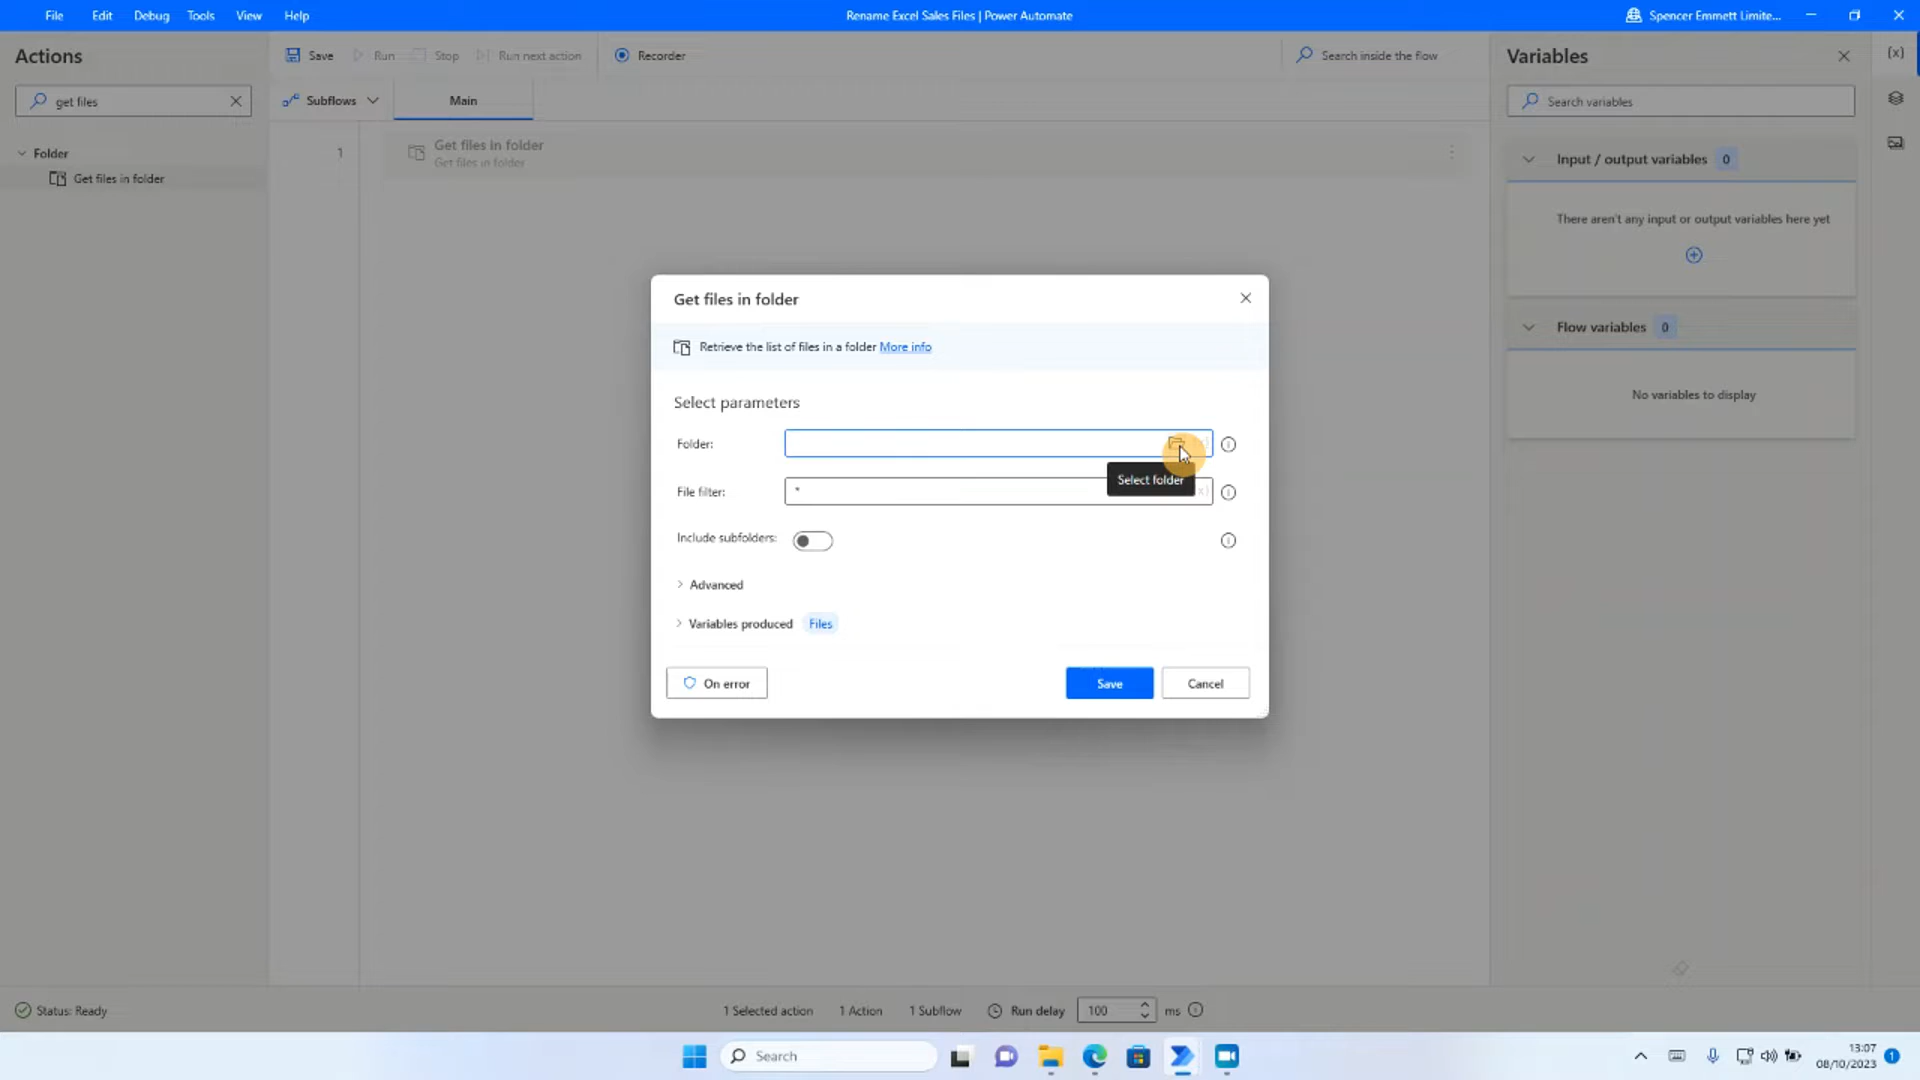 File Edit Debug Tools View Help Rename Excel Sales Files | Power Automate Spencer Emmett Limite...
Actions
Save Run Stop Run next action Recorder Search inside the flow
Variables
get files
Subflows Main
Search variables
Folder
Get files in folder
1
Get files in folder
Get files in folder
Input / output variables 0
There aren't any input or output variables here yet
Flow variables 0
No variables to display
Get files in folder
Retrieve the list of files in a folder More info
Select parameters
Folder:
Select folder
File filter: *
Include subfolders:
Advanced
Variables produced Files
On error Save Cancel
Status: Ready 1 Selected action 1 Action 1 Subflow Run delay 100 ms
Search
13:07
08/10/2023 1